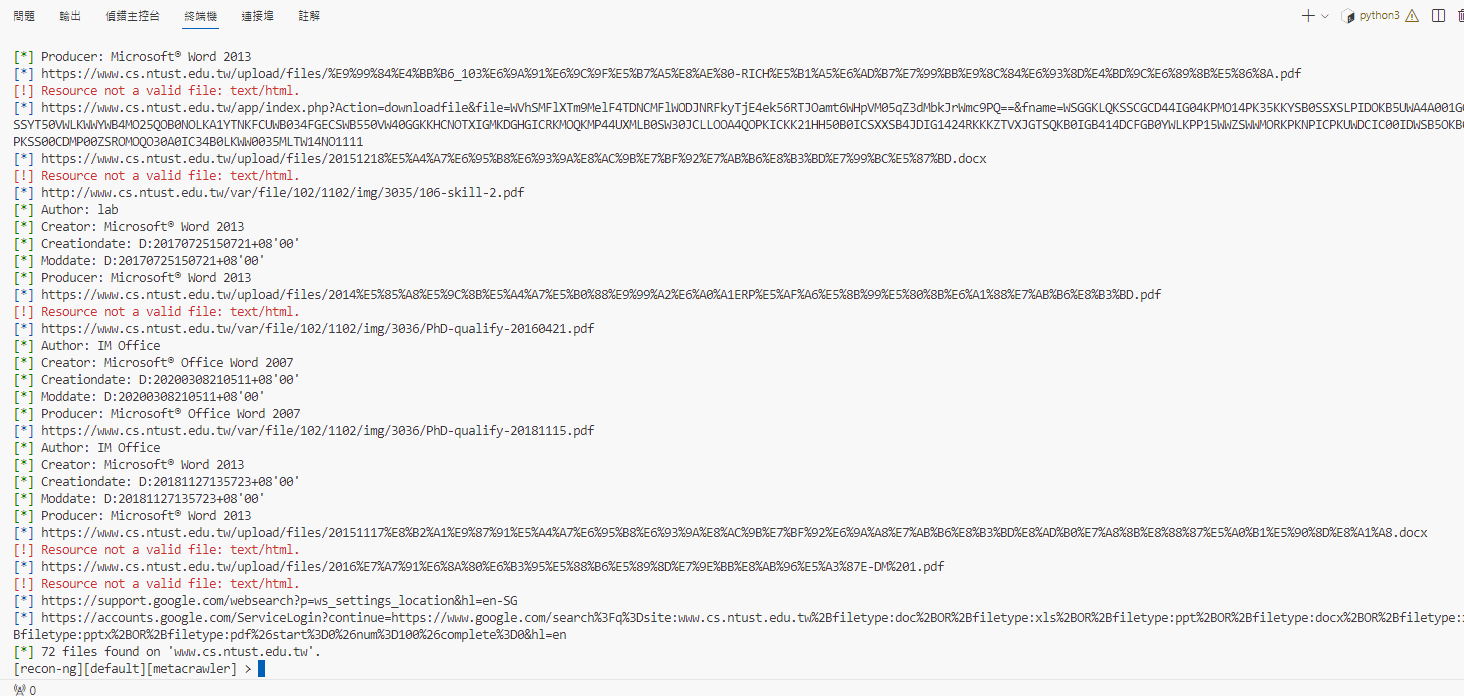 問題 輸出 偵錯主控台 終端機 連接埠 註解 python3
[*] Producer: Microsoft® Word 2013
[*] https://www.cs.ntust.edu.tw/upload/files/%E9%99%84%E4%BB%B6_103%E6%9A%91%E6%9C%9F%E5%B7%A5%E8%AE%80-RICH%E5%B1%A5%E6%AD%B7%E7%99%BB%E9%8C%84%E6%93%8D%E4%BD%9C%E6%89%8B%E5%86%8A.pdf
[!] Resource not a valid file: text/html.
[*] https://www.cs.ntust.edu.tw/app/index.php?Action=downloadfile&file=WVhSMFlXTm9MelF4TDNCMFlWODJNRFkyTjE4ek56RTJOamt6WHpVM05qZ3dMbkJrWmc9PQ==&fname=WSGGKLQKSSCGCD44IG04KPMO14PK35KKYSB0SSXSLPIDOKB5UWA4A001G
SSYT50VWLKWWYWB4MO25QOB0NOLKA1YTNKFCUWB034FGECSWB550VW40GGKKHCNOTXIGMKDGHGICRKMOQKMP44UXMLB0SW30JCLLOOA4QOPKICKK21HH50B0ICSXXSB4JDIG1424RKKKZTVXJGTSQKB0IGB414DCFGB0YWLKPP15WWZSWWMORKPKNPICPKUWDCIC00IDWSB5OKB
PKSS00CDMP00ZSROMOQO30A0IC34B0LKWW0035MLTW14NO1111
[*] https://www.cs.ntust.edu.tw/upload/files/20151218%E5%A4%A7%E6%95%B8%E6%93%9A%E8%AC%9B%E7%BF%92%E7%AB%B6%E8%B3%BD%E7%99%BC%E5%87%BD.docx
[!] Resource not a valid file: text/html.
[*] http://www.cs.ntust.edu.tw/var/file/102/1102/img/3035/106-skill-2.pdf
[*] Author: lab
[*] Creator: Microsoft® Word 2013
[*] Creationdate: D:20170725150721+08'00'
[*] Moddate: D:20170725150721+08'00'
[*] Producer: Microsoft® Word 2013
[*] https://www.cs.ntust.edu.tw/upload/files/2014%E5%85%A8%E5%9C%8B%E5%A4%A7%E5%B0%88%E9%99%A2%E6%A0%A1ERP%E5%AF%A6%E5%8B%99%E5%80%8B%E6%A1%88%E7%AB%B6%E8%B3%BD.pdf
[!] Resource not a valid file: text/html.
[*] https://www.cs.ntust.edu.tw/var/file/102/1102/img/3036/PhD-qualify-20160421.pdf
[*] Author: IM Office
[*] Creator: Microsoft® Office Word 2007
[*] Creationdate: D:20200308210511+08'00'
[*] Moddate: D:20200308210511+08'00'
[*] Producer: Microsoft® Office Word 2007
[*] https://www.cs.ntust.edu.tw/var/file/102/1102/img/3036/PhD-qualify-20181115.pdf
[*] Author: IM Office
[*] Creator: Microsoft® Word 2013
[*] Creationdate: D:20181127135723+08'00'
[*] Moddate: D:20181127135723+08'00'
[*] Producer: Microsoft® Word 2013
[*] https://www.cs.ntust.edu.tw/upload/files/20151117%E8%B2%A1%E9%87%91%E5%A4%A7%E6%95%B8%E6%93%9A%E8%AC%9B%E7%BF%92%E6%9A%A8%E7%AB%B6%E8%B3%BD%E8%AD%B0%E7%A8%8B%E8%88%87%E5%A0%B1%E5%90%8D%E8%A1%A8.docx
[!] Resource not a valid file: text/html.
[*] https://www.cs.ntust.edu.tw/upload/files/2016%E7%A7%91%E6%8A%80%E6%B3%95%E5%88%B6%E5%89%8D%E7%9E%BB%E8%AB%96%E5%A3%87E-DM%201.pdf
[!] Resource not a valid file: text/html.
[*] https://support.google.com/websearch?p=ws_settings_location&hl=en-SG
[*] https://accounts.google.com/ServiceLogin?continue=https://www.google.com/search%3Fq%3Dsite:www.cs.ntust.edu.tw%2Bfiletype:doc%2BOR%2Bfiletype:xls%2BOR%2Bfiletype:ppt%2BOR%2Bfiletype:docx%2BOR%2Bfiletype:
Bfiletype:pptx%2BOR%2Bfiletype:pdf%26start%3D0%26num%3D100%26complete%3D0&hl=en
[*] 72 files found on 'www.cs.ntust.edu.tw'.
[recon-ng][default][metacrawler] >
0